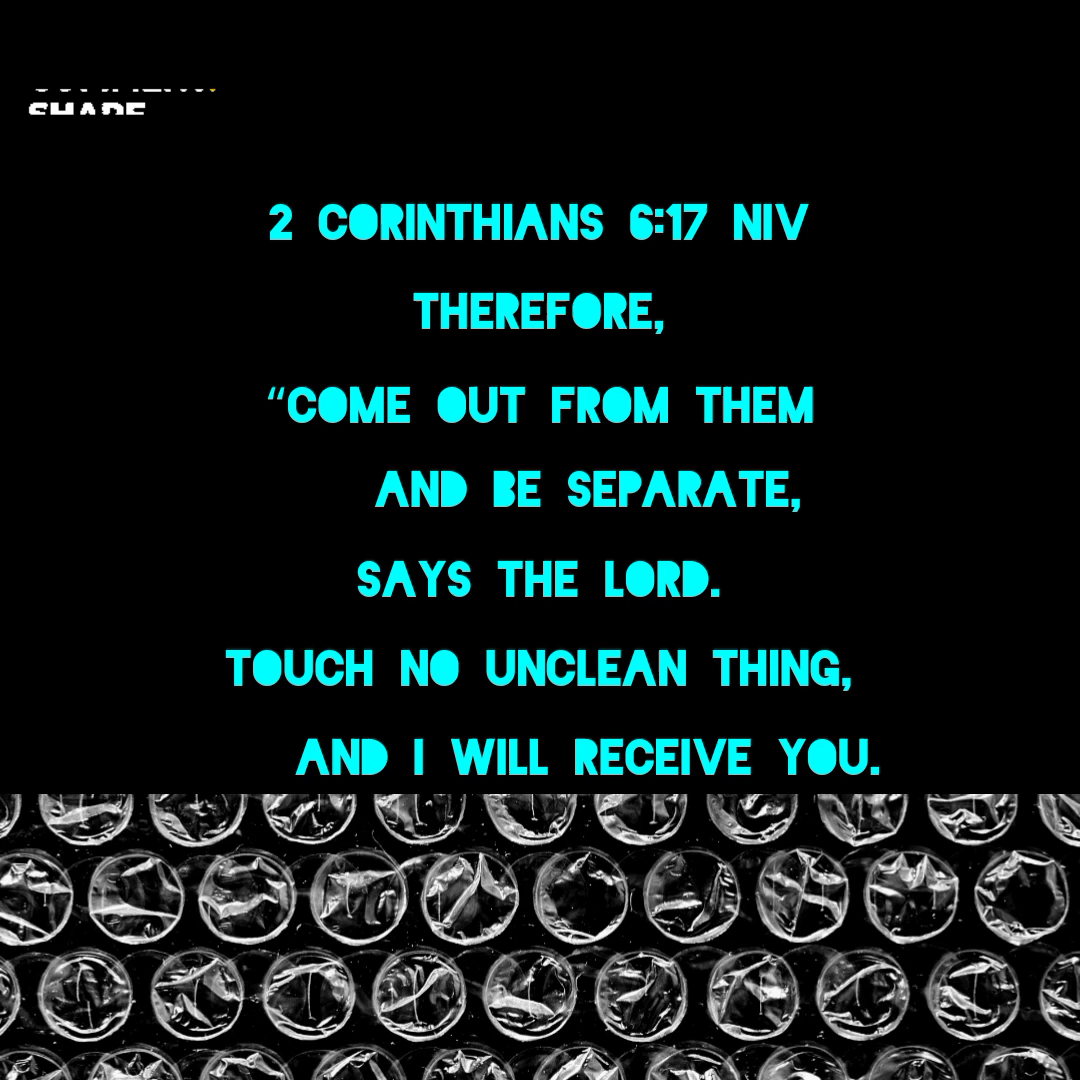 2 CORINTHIANS 6:17 NIV
THEREFORE,
“COME OUT FROM THEM
AND BE SEPARATE,
SAYS THE LORD.
TOUCH NO UNCLEAN THING,
AND I WILL RECEIVE YOU.